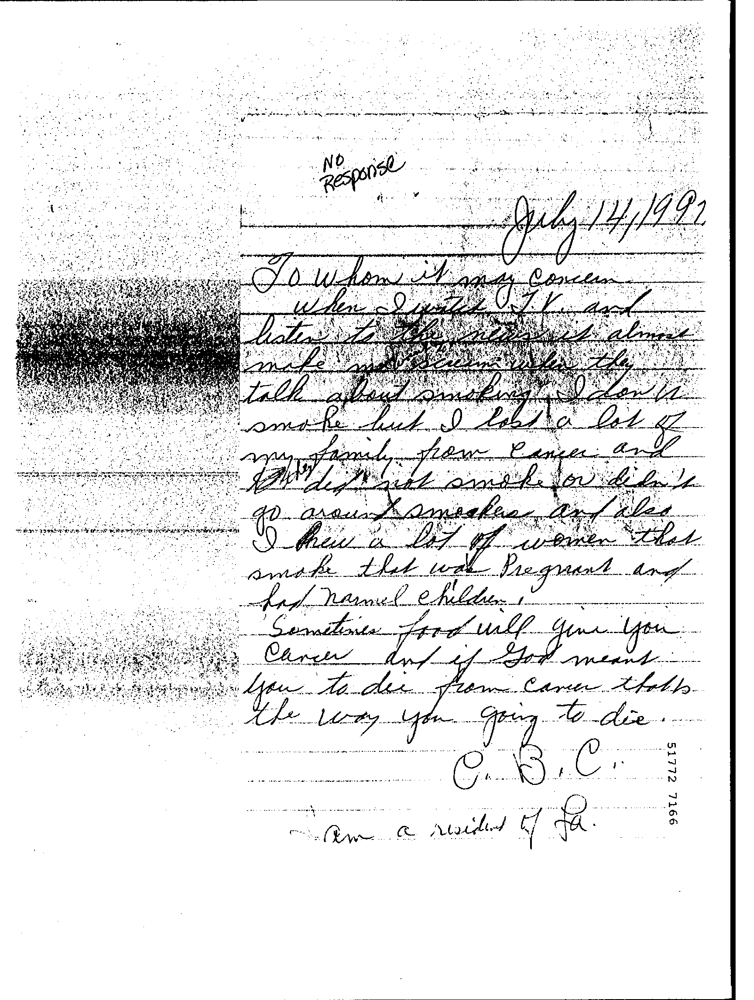 NO
Response
July 14, 1997
To whom it may concern
when I watch T.V. and
listen to the news it almost
make me scream when they
talk about smoking. I don't
smoke but I lost a lot of
my family from cancer and
they did not smoke or didn't
go around smokers and also
I knew a lot of women that
smoke that was Pregnant and
had narmel children.
Sometimes food will give you
Cancer and if God meant
you to die from cancer thats
the way you going to die.
C. B. C.
am a resident of La.
51772 7166